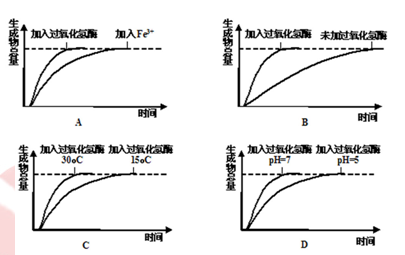 生成物总量
加入过氧化氢酶
加入Fe³⁺
时间
A
生成物总量
加入过氧化氢酶
未加过氧化氢酶
时间
B
生成物总量
加入过氧化氢酶
30oC
加入过氧化氢酶
15oC
时间
C
生成物总量
加入过氧化氢酶
pH=7
加入过氧化氢酶
pH=5
时间
D